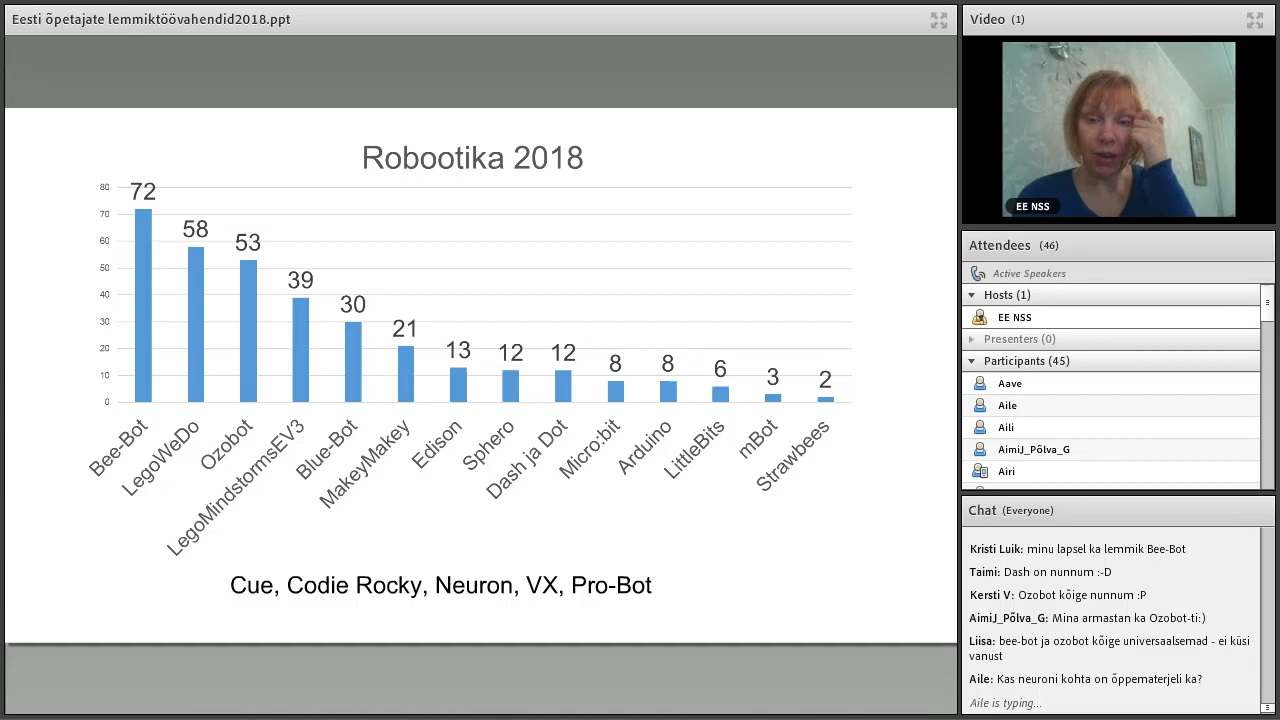 Eesti õpetajate lemmiktöövahendid2018.ppt
Robootika 2018
80
70
60
50
40
30
20
10
0
72
58
53
39
30
21
13
12
12
8
8
6
3
2
Bee-Bot
LegoWeDo
Ozobot
LegoMindstormsEV3
Blue-Bot
MakeyMakey
Edison
Sphero
Dash ja Dot
Micro:bit
Arduino
LittleBits
mBot
Strawbees
Cue, Codie Rocky, Neuron, VX, Pro-Bot
Video (1)
EE NSS
Attendees (46)
Active Speakers
Hosts (1)
EE NSS
Presenters (0)
Participants (45)
Aave
Aile
Aili
AimiJ_Põlva_G
Airi
Chat (Everyone)
Kristi Luik: minu lapsel ka lemmik Bee-Bot
Taimi: Dash on nunnum :-D
Kersti V: Ozobot kõige nunnum :P
AimiJ_Põlva_G: Mina armastan ka Ozobot-ti:)
Liisa: bee-bot ja ozobot kõige universaalsemad - ei küsi
vanust
Aile: Kas neuroni kohta on õppematerjeli ka?
Aile is typing...